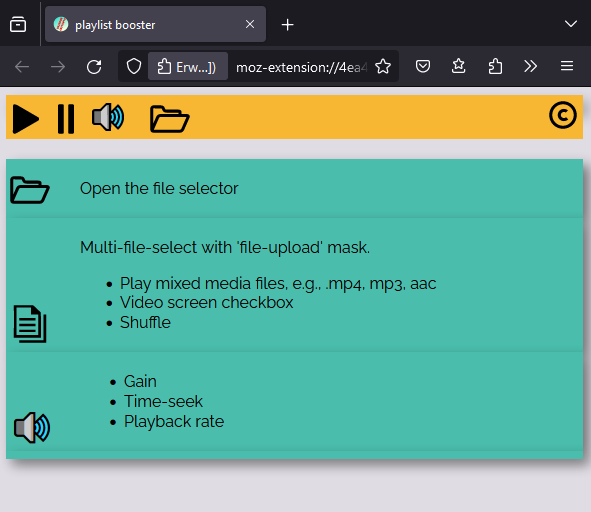 playlist booster
Erw...])
moz-extension://4ea4
Open the file selector
Multi-file-select with 'file-upload' mask.
Play mixed media files, e.g., .mp4, mp3, aac
Video screen checkbox
Shuffle
Gain
Time-seek
Playback rate